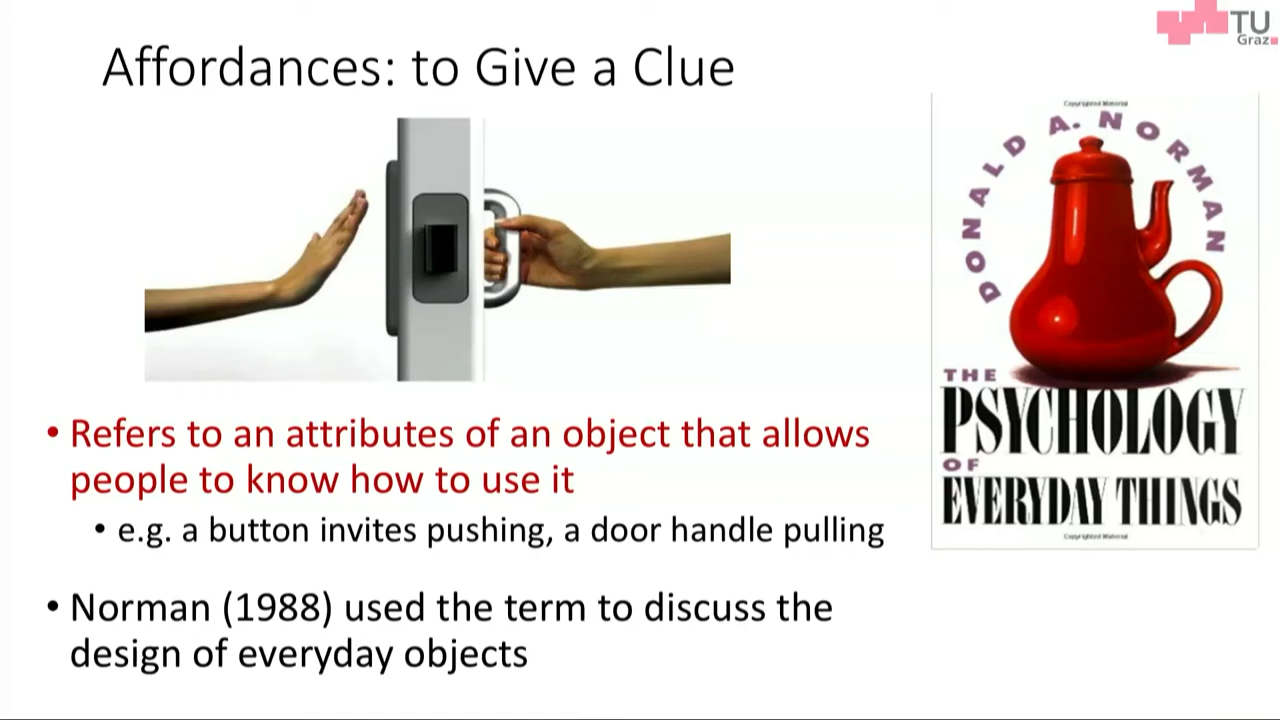 Affordances: to Give a Clue
TU
Graz
Copyrighted Material
DONALD A. NORMAN
THE
PSYCHOLOGY
OF
EVERYDAY THINGS
Copyrighted Material
• Refers to an attributes of an object that allows
people to know how to use it
• e.g. a button invites pushing, a door handle pulling
• Norman (1988) used the term to discuss the
design of everyday objects